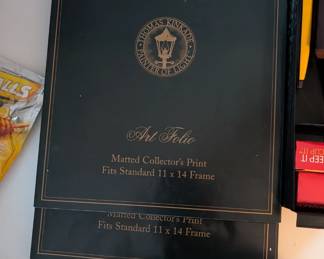 THOMAS KINKADE
PAINTER OF LIGHT
Art Folio
Matted Collector's Print
Fits Standard 11 x 14 Frame
Matted Collector's Print
Fits Standard 11 x 14 Frame